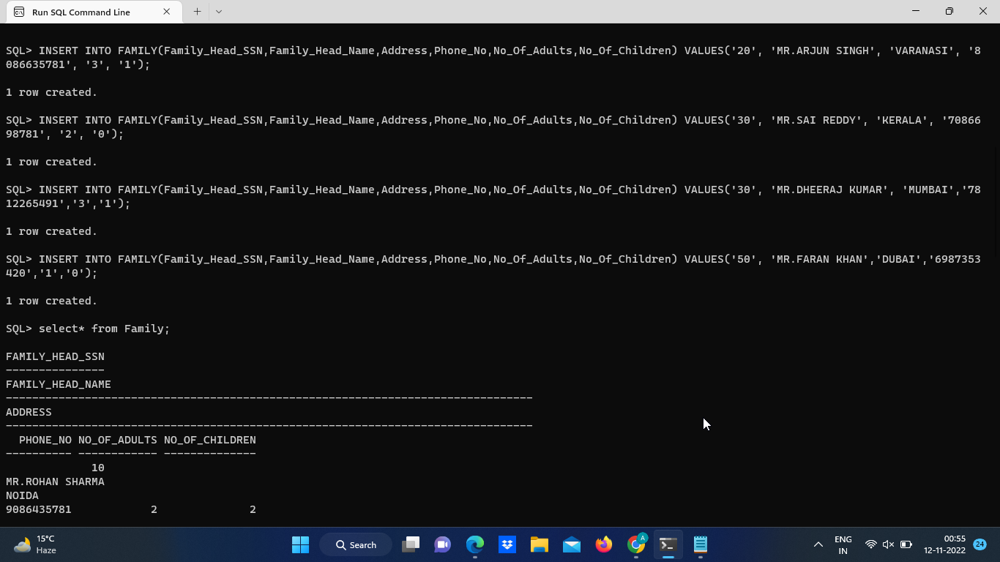 Run SQL Command Line
SQL> INSERT INTO FAMILY(Family_Head_SSN,Family_Head_Name,Address,Phone_No,No_Of_Adults,No_Of_Children) VALUES('20', 'MR.ARJUN SINGH', 'VARANASI', '8
086635781', '3', '1');
1 row created.
SQL> INSERT INTO FAMILY(Family_Head_SSN,Family_Head_Name,Address,Phone_No,No_Of_Adults,No_Of_Children) VALUES('30', 'MR.SAI REDDY', 'KERALA', '70866
98781', '2', '0');
1 row created.
SQL> INSERT INTO FAMILY(Family_Head_SSN,Family_Head_Name,Address,Phone_No,No_Of_Adults,No_Of_Children) VALUES('30', 'MR.DHEERAJ KUMAR', 'MUMBAI','78
12265491','3','1');
1 row created.
SQL> INSERT INTO FAMILY(Family_Head_SSN,Family_Head_Name,Address,Phone_No,No_Of_Adults,No_Of_Children) VALUES('50', 'MR.FARAN KHAN','DUBAI','6987353
420','1','0');
1 row created.
SQL> select* from Family;
FAMILY_HEAD_SSN
---------------
FAMILY_HEAD_NAME
--------------------------------------------------------------------------------
ADDRESS
--------------------------------------------------------------------------------
  PHONE_NO NO_OF_ADULTS NO_OF_CHILDREN
---------- ------------ --------------
             10
MR.ROHAN SHARMA
NOIDA
9086435781            2              2
15°C
Haze
Search
A
ENG
IN
00:55
12-11-2022
24